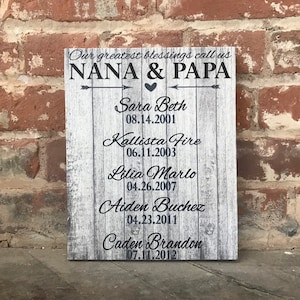 Our greatest blessings call us
NANA & PAPA
Sara Beth
08.14.2001
Kallista Fire
06.11.2003
Lilia Marlo
04.26.2007
Aiden Buchez
04.23.2011
Caden Brandon
07.11.2012